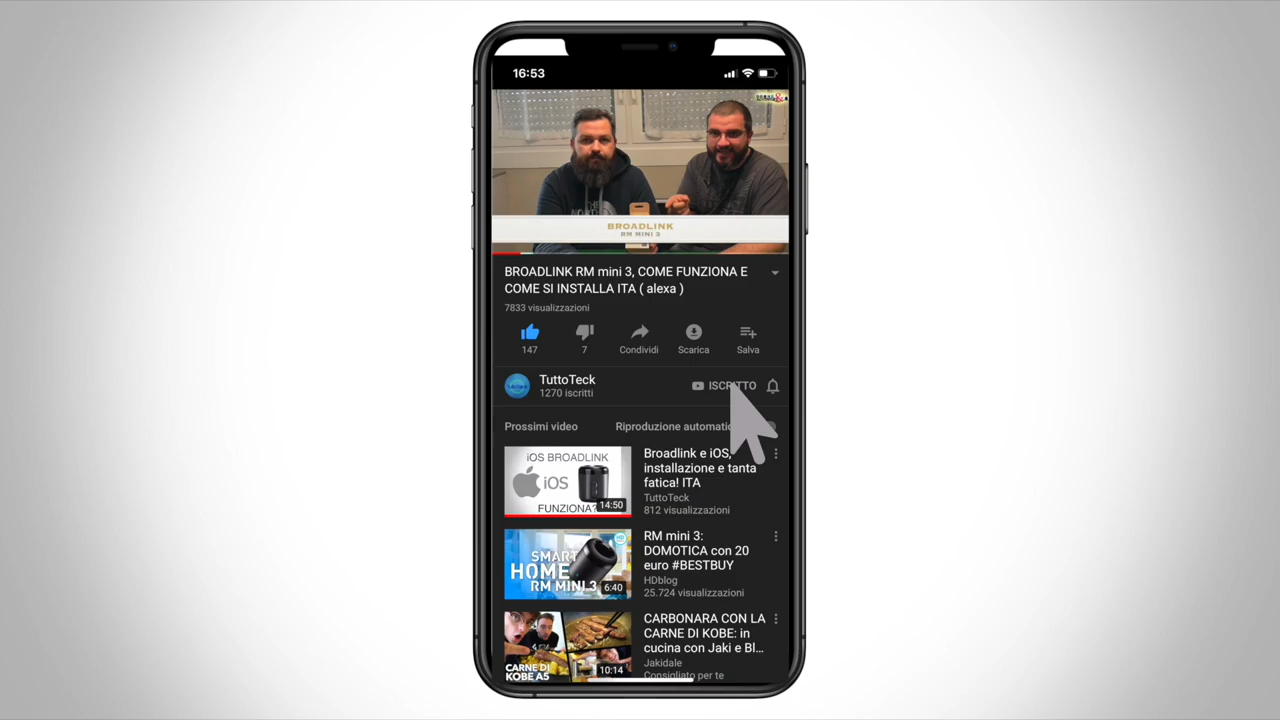 16:53
BROADLINK
RM MINI 3
BROADLINK RM mini 3, COME FUNZIONA E
COME SI INSTALLA ITA ( alexa )
7833 visualizzazioni
147
7
Condividi
Scarica
Salva
TuttoTeck
1270 iscritti
ISCRITTO
Prossimi video
Riproduzione
iOS BROADLINK
iOS
FUNZIONA?
14:50
Broadlink e iOS,
installazione e tanta
fatica! ITA
TuttoTeck
812 visualizzazioni
SMART
HOME
RM MINI 3
HD
6:40
RM mini 3:
DOMOTICA con 20
euro #BESTBUY
HDblog
25.724 visualizzazioni
CARNE DI
KOBE A5
10:14
CARBONARA CON LA
CARNE DI KOBE: in
cucina con Jaki e Bl...
Jakidale
Consigliato per te